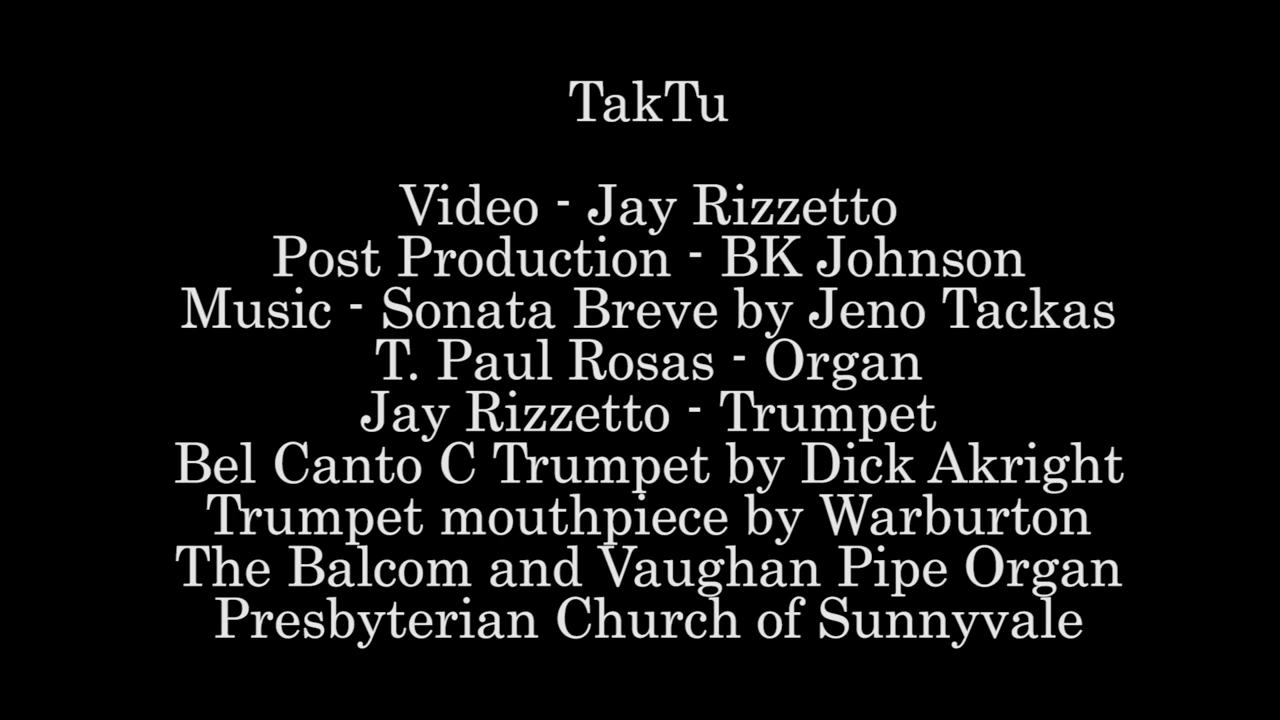 TakTu
Video - Jay Rizzetto
Post Production - BK Johnson
Music - Sonata Breve by Jeno Tackas
T. Paul Rosas - Organ
Jay Rizzetto - Trumpet
Bel Canto C Trumpet by Dick Akright
Trumpet mouthpiece by Warburton
The Balcom and Vaughan Pipe Organ
Presbyterian Church of Sunnyvale